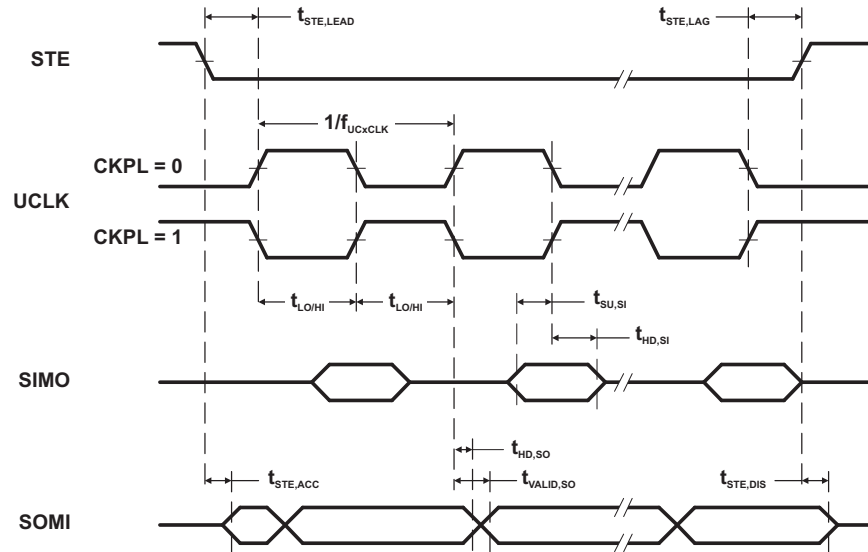 tSTE,LEAD tSTE,LAG
STE
1/fUCxCLK
CKPL = 0
UCLK
CKPL = 1
tLO/HI tLO/HI tSU,SI
tHD,SI
SIMO
tHD,SO
tSTE,ACC tVALID,SO tSTE,DIS
SOMI